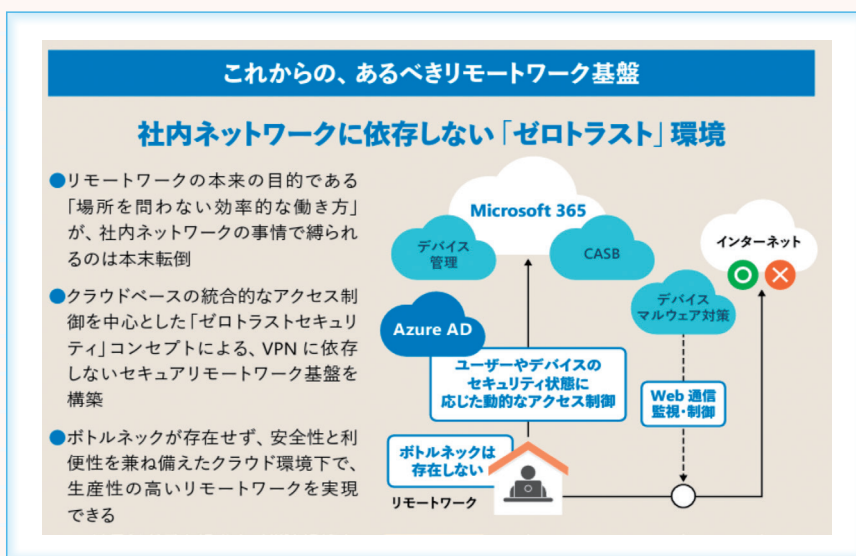 これからの、あるべきリモートワーク基盤
社内ネットワークに依存しない「ゼロトラスト」環境
●リモートワークの本来の目的である
「場所を問わない効率的な働き方」
が、社内ネットワークの事情で縛られ
るのは本末転倒
●クラウドベースの統合的なアクセス制
御を中心とした「ゼロトラストセキュリ
ティ」コンセプトによる、VPNに依存
しないセキュアリモートワーク基盤を
構築
●ボトルネックが存在せず、安全性と利
便性を兼ね備えたクラウド環境下で、
生産性の高いリモートワークを実現
できる
Microsoft 365
デバイス
管理
CASB
インターネット
デバイス
マルウェア対策
Azure AD
ユーザーやデバイスの
セキュリティ状態に
応じた動的なアクセス制御
Web通信
監視・制御
ボトルネックは
存在しない
リモートワーク